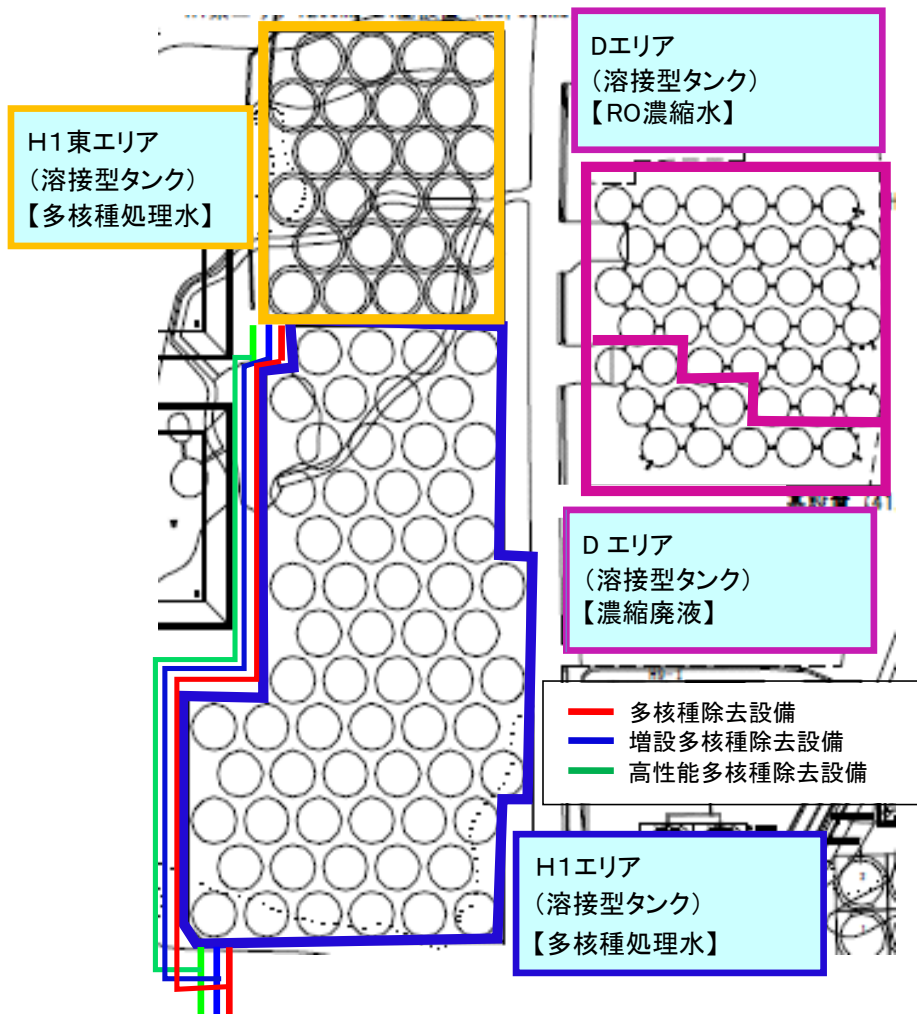 Dエリア
（溶接型タンク）
【RO濃縮水】
H1東エリア
（溶接型タンク）
【多核種処理水】
D エリア
（溶接型タンク）
【濃縮廃液】
多核種除去設備
増設多核種除去設備
高性能多核種除去設備
H1エリア
（溶接型タンク）
【多核種処理水】